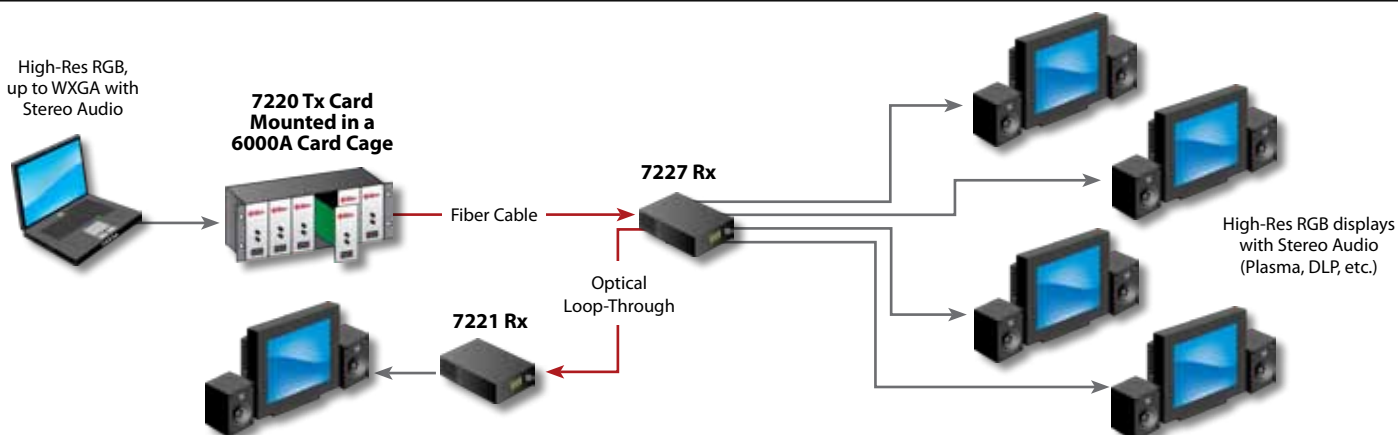 High-Res RGB,
up to WXGA with
Stereo Audio
7220 Tx Card
Mounted in a
6000A Card Cage
Fiber Cable
7227 Rx
Optical
Loop-Through
7221 Rx
High-Res RGB displays
with Stereo Audio
(Plasma, DLP, etc.)